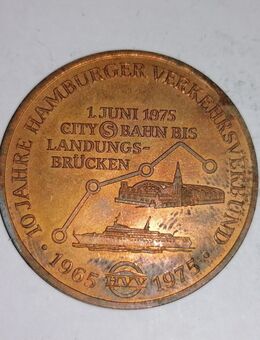 10 JAHRE HAMBURGER VERKEHRSVERBUND
1. JUNI 1975
CITY S BAHN BIS
LANDUNGS-
BRÜCKEN
HVV
· 1965 1975 ·